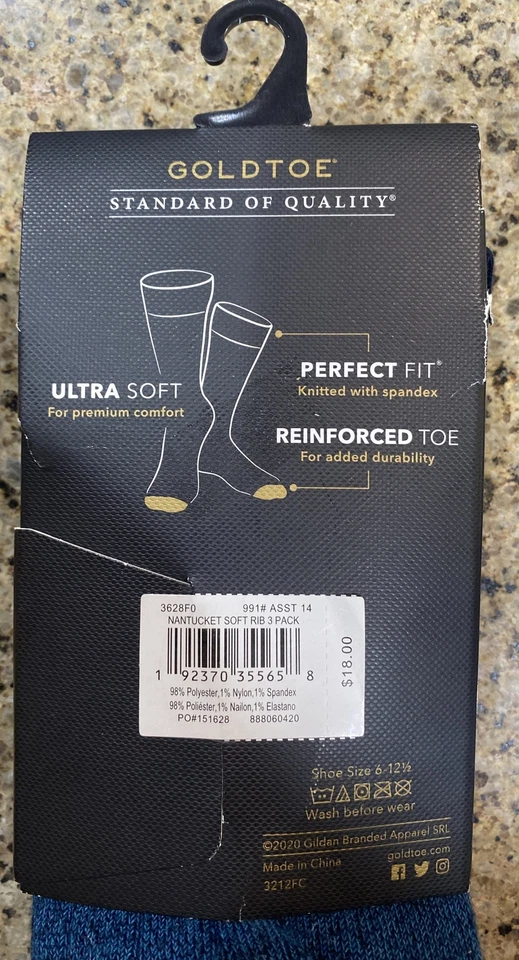 GOLDTOE®
STANDARD OF QUALITY®
PERFECT FIT®
Knitted with spandex
ULTRA SOFT
For premium comfort
REINFORCED TOE
For added durability
3628F0 991# ASST 14
NANTUCKET SOFT RIB 3 PACK
1 92370 35565 8
$18.00
98% Polyester,1% Nylon,1% Spandex
98% Poliéster,1% Nailon,1% Elastano
PO#151628 888060420
Shoe Size 6-12½
Wash before wear
©2020 Gildan Branded Apparel SRL
Made in China
goldtoe.com
3212FC